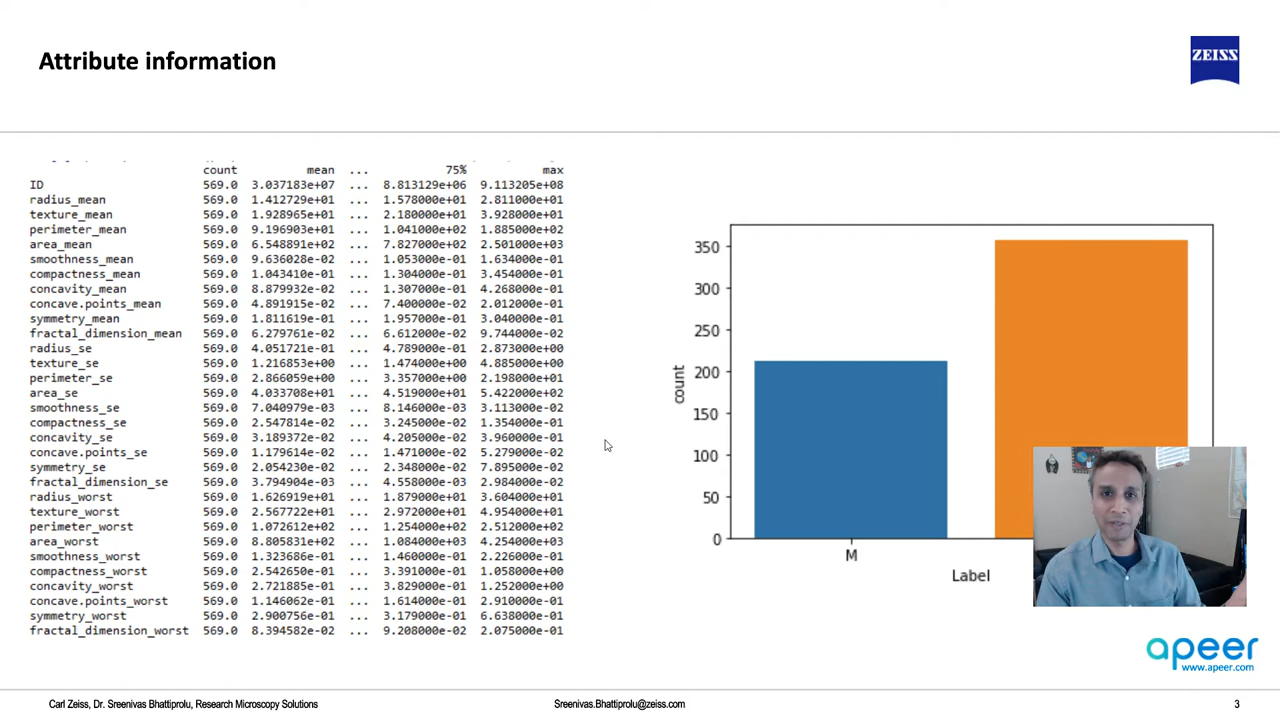 Attribute information
ZEISS
count mean ... 75% max
ID 569.0 3.037183e+07 ... 8.813129e+06 9.113205e+08
radius_mean 569.0 1.412729e+01 ... 1.578000e+01 2.811000e+01
texture_mean 569.0 1.928965e+01 ... 2.180000e+01 3.928000e+01
perimeter_mean 569.0 9.196903e+01 ... 1.041000e+02 1.885000e+02
area_mean 569.0 6.548891e+02 ... 7.827000e+02 2.501000e+03
smoothness_mean 569.0 9.636028e-02 ... 1.053000e-01 1.634000e-01
compactness_mean 569.0 1.043410e-01 ... 1.304000e-01 3.454000e-01
concavity_mean 569.0 8.879932e-02 ... 1.307000e-01 4.268000e-01
concave.points_mean 569.0 4.891915e-02 ... 7.400000e-02 2.012000e-01
symmetry_mean 569.0 1.811619e-01 ... 1.957000e-01 3.040000e-01
fractal_dimension_mean 569.0 6.279761e-02 ... 6.612000e-02 9.744000e-02
radius_se 569.0 4.051721e-01 ... 4.789000e-01 2.873000e+00
texture_se 569.0 1.216853e+00 ... 1.474000e+00 4.885000e+00
perimeter_se 569.0 2.866059e+00 ... 3.357000e+00 2.198000e+01
area_se 569.0 4.033708e+01 ... 4.519000e+01 5.422000e+02
smoothness_se 569.0 7.040979e-03 ... 8.146000e-03 3.113000e-02
compactness_se 569.0 2.547814e-02 ... 3.245000e-02 1.354000e-01
concavity_se 569.0 3.189372e-02 ... 4.205000e-02 3.960000e-01
concave.points_se 569.0 1.179614e-02 ... 1.471000e-02 5.279000e-02
symmetry_se 569.0 2.054230e-02 ... 2.348000e-02 7.895000e-02
fractal_dimension_se 569.0 3.794904e-03 ... 4.558000e-03 2.984000e-02
radius_worst 569.0 1.626919e+01 ... 1.879000e+01 3.604000e+01
texture_worst 569.0 2.567722e+01 ... 2.972000e+01 4.954000e+01
perimeter_worst 569.0 1.072612e+02 ... 1.254000e+02 2.512000e+02
area_worst 569.0 8.805831e+02 ... 1.084000e+03 4.254000e+03
smoothness_worst 569.0 1.323686e-01 ... 1.460000e-01 2.226000e-01
compactness_worst 569.0 2.542650e-01 ... 3.391000e-01 1.058000e+00
concavity_worst 569.0 2.721885e-01 ... 3.829000e-01 1.252000e+00
concave.points_worst 569.0 1.146062e-01 ... 1.614000e-01 2.910000e-01
symmetry_worst 569.0 2.900756e-01 ... 3.179000e-01 6.638000e-01
fractal_dimension_worst 569.0 8.394582e-02 ... 9.208000e-02 2.075000e-01
350
300
250
200
150
100
50
0
count
M
Label
apeer
www.apeer.com
Carl Zeiss, Dr. Sreenivas Bhattiprolu, Research Microscopy Solutions
Sreenivas.Bhattiprolu@zeiss.com
3